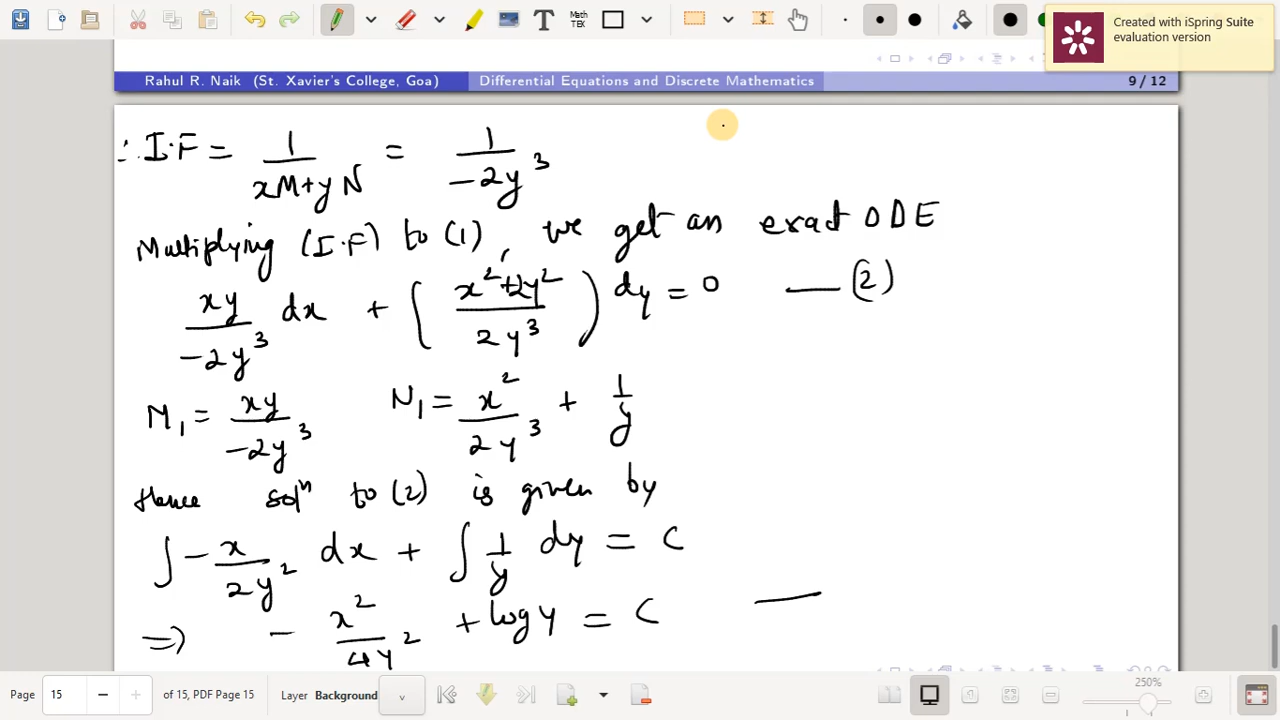 Created with iSpring Suite
evaluation version
Math
TEX
Rahul R. Naik (St. Xavier's College, Goa) Differential Equations and Discrete Mathematics 9 / 12
∴ I.F = 1/(xM+yN) = 1/(-2y³)
Multiplying (I.F) to (1), we get an exact ODE
xy/(-2y³) dx + ((x²+2y²)/(2y³)) dy = 0 — (2)
M₁ = xy/(-2y³) N₁ = x²/(2y³) + 1/y
Hence solⁿ to (2) is given by
∫ -x/(2y²) dx + ∫ 1/y dy = C
⇒ - x²/(4y²) + log y = C —
Page 15 of 15, PDF Page 15 Layer Background 250%